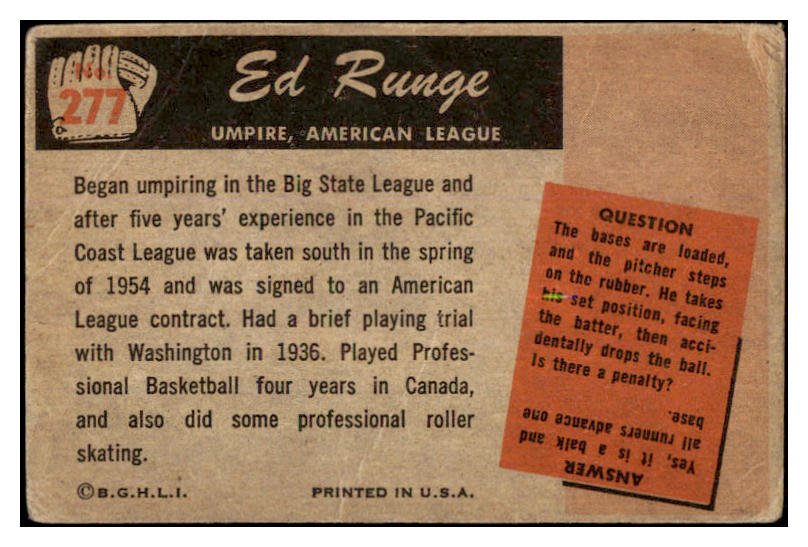 No.
277
Ed Runge
UMPIRE, AMERICAN LEAGUE
Began umpiring in the Big State League and
after five years' experience in the Pacific
Coast League was taken south in the spring
of 1954 and was signed to an American
League contract. Had a brief playing trial
with Washington in 1936. Played Profes-
sional Basketball four years in Canada,
and also did some professional roller
skating.
©B.G.H.L.I.
PRINTED IN U.S.A.
QUESTION
The bases are loaded,
and the pitcher steps
on the rubber. He takes
his set position, facing
the batter, then acci-
dentally drops the ball.
Is there a penalty?
ANSWER
Yes, it is a balk and
all runners advance one
base.